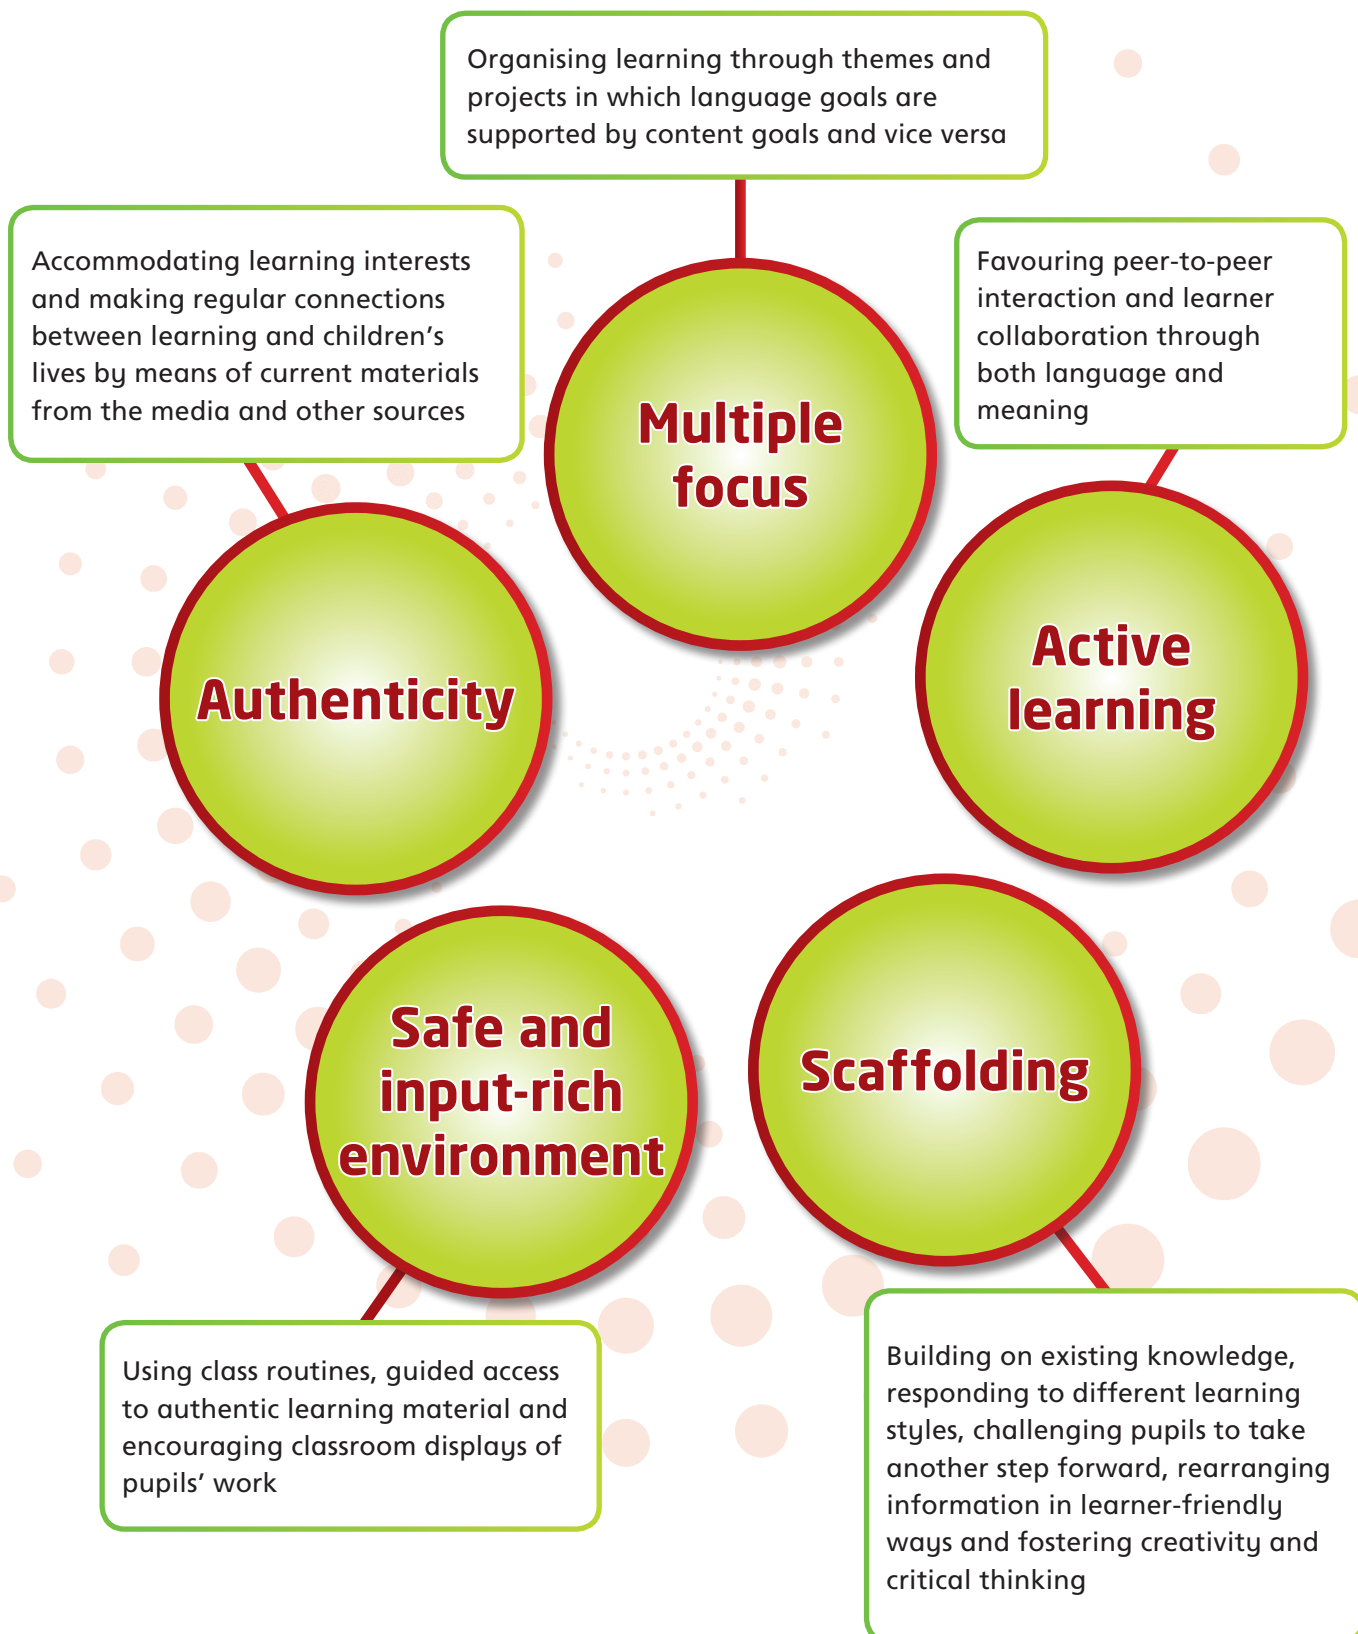 Organising learning through themes and
projects in which language goals are
supported by content goals and vice versa
Accommodating learning interests
and making regular connections
between learning and children's
lives by means of current materials
from the media and other sources
Favouring peer-to-peer
interaction and learner
collaboration through
both language and
meaning
Multiple
focus
Authenticity
Active
learning
Safe and
input-rich
environment
Scaffolding
Using class routines, guided access
to authentic learning material and
encouraging classroom displays of
pupils' work
Building on existing knowledge,
responding to different learning
styles, challenging pupils to take
another step forward, rearranging
information in learner-friendly
ways and fostering creativity and
critical thinking